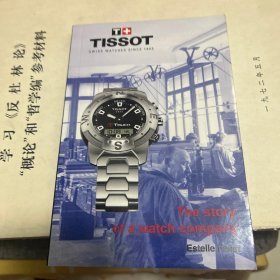 TISSOT
SWISS WATCHES SINCE 1853
TISSOT
The story
of a watch company
学习《反杜林论》
“概论”和“哲学编”参考材料
一九七二年五月